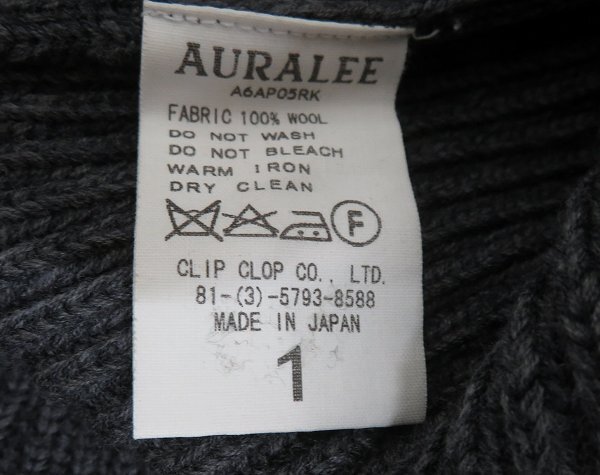 AURALEE
A6AP05RK
FABRIC 100% WOOL
DO NOT WASH
DO NOT BLEACH
WARM IRON
DRY CLEAN
F
CLIP CLOP CO., LTD.
81-(3)-5793-8588
MADE IN JAPAN
1